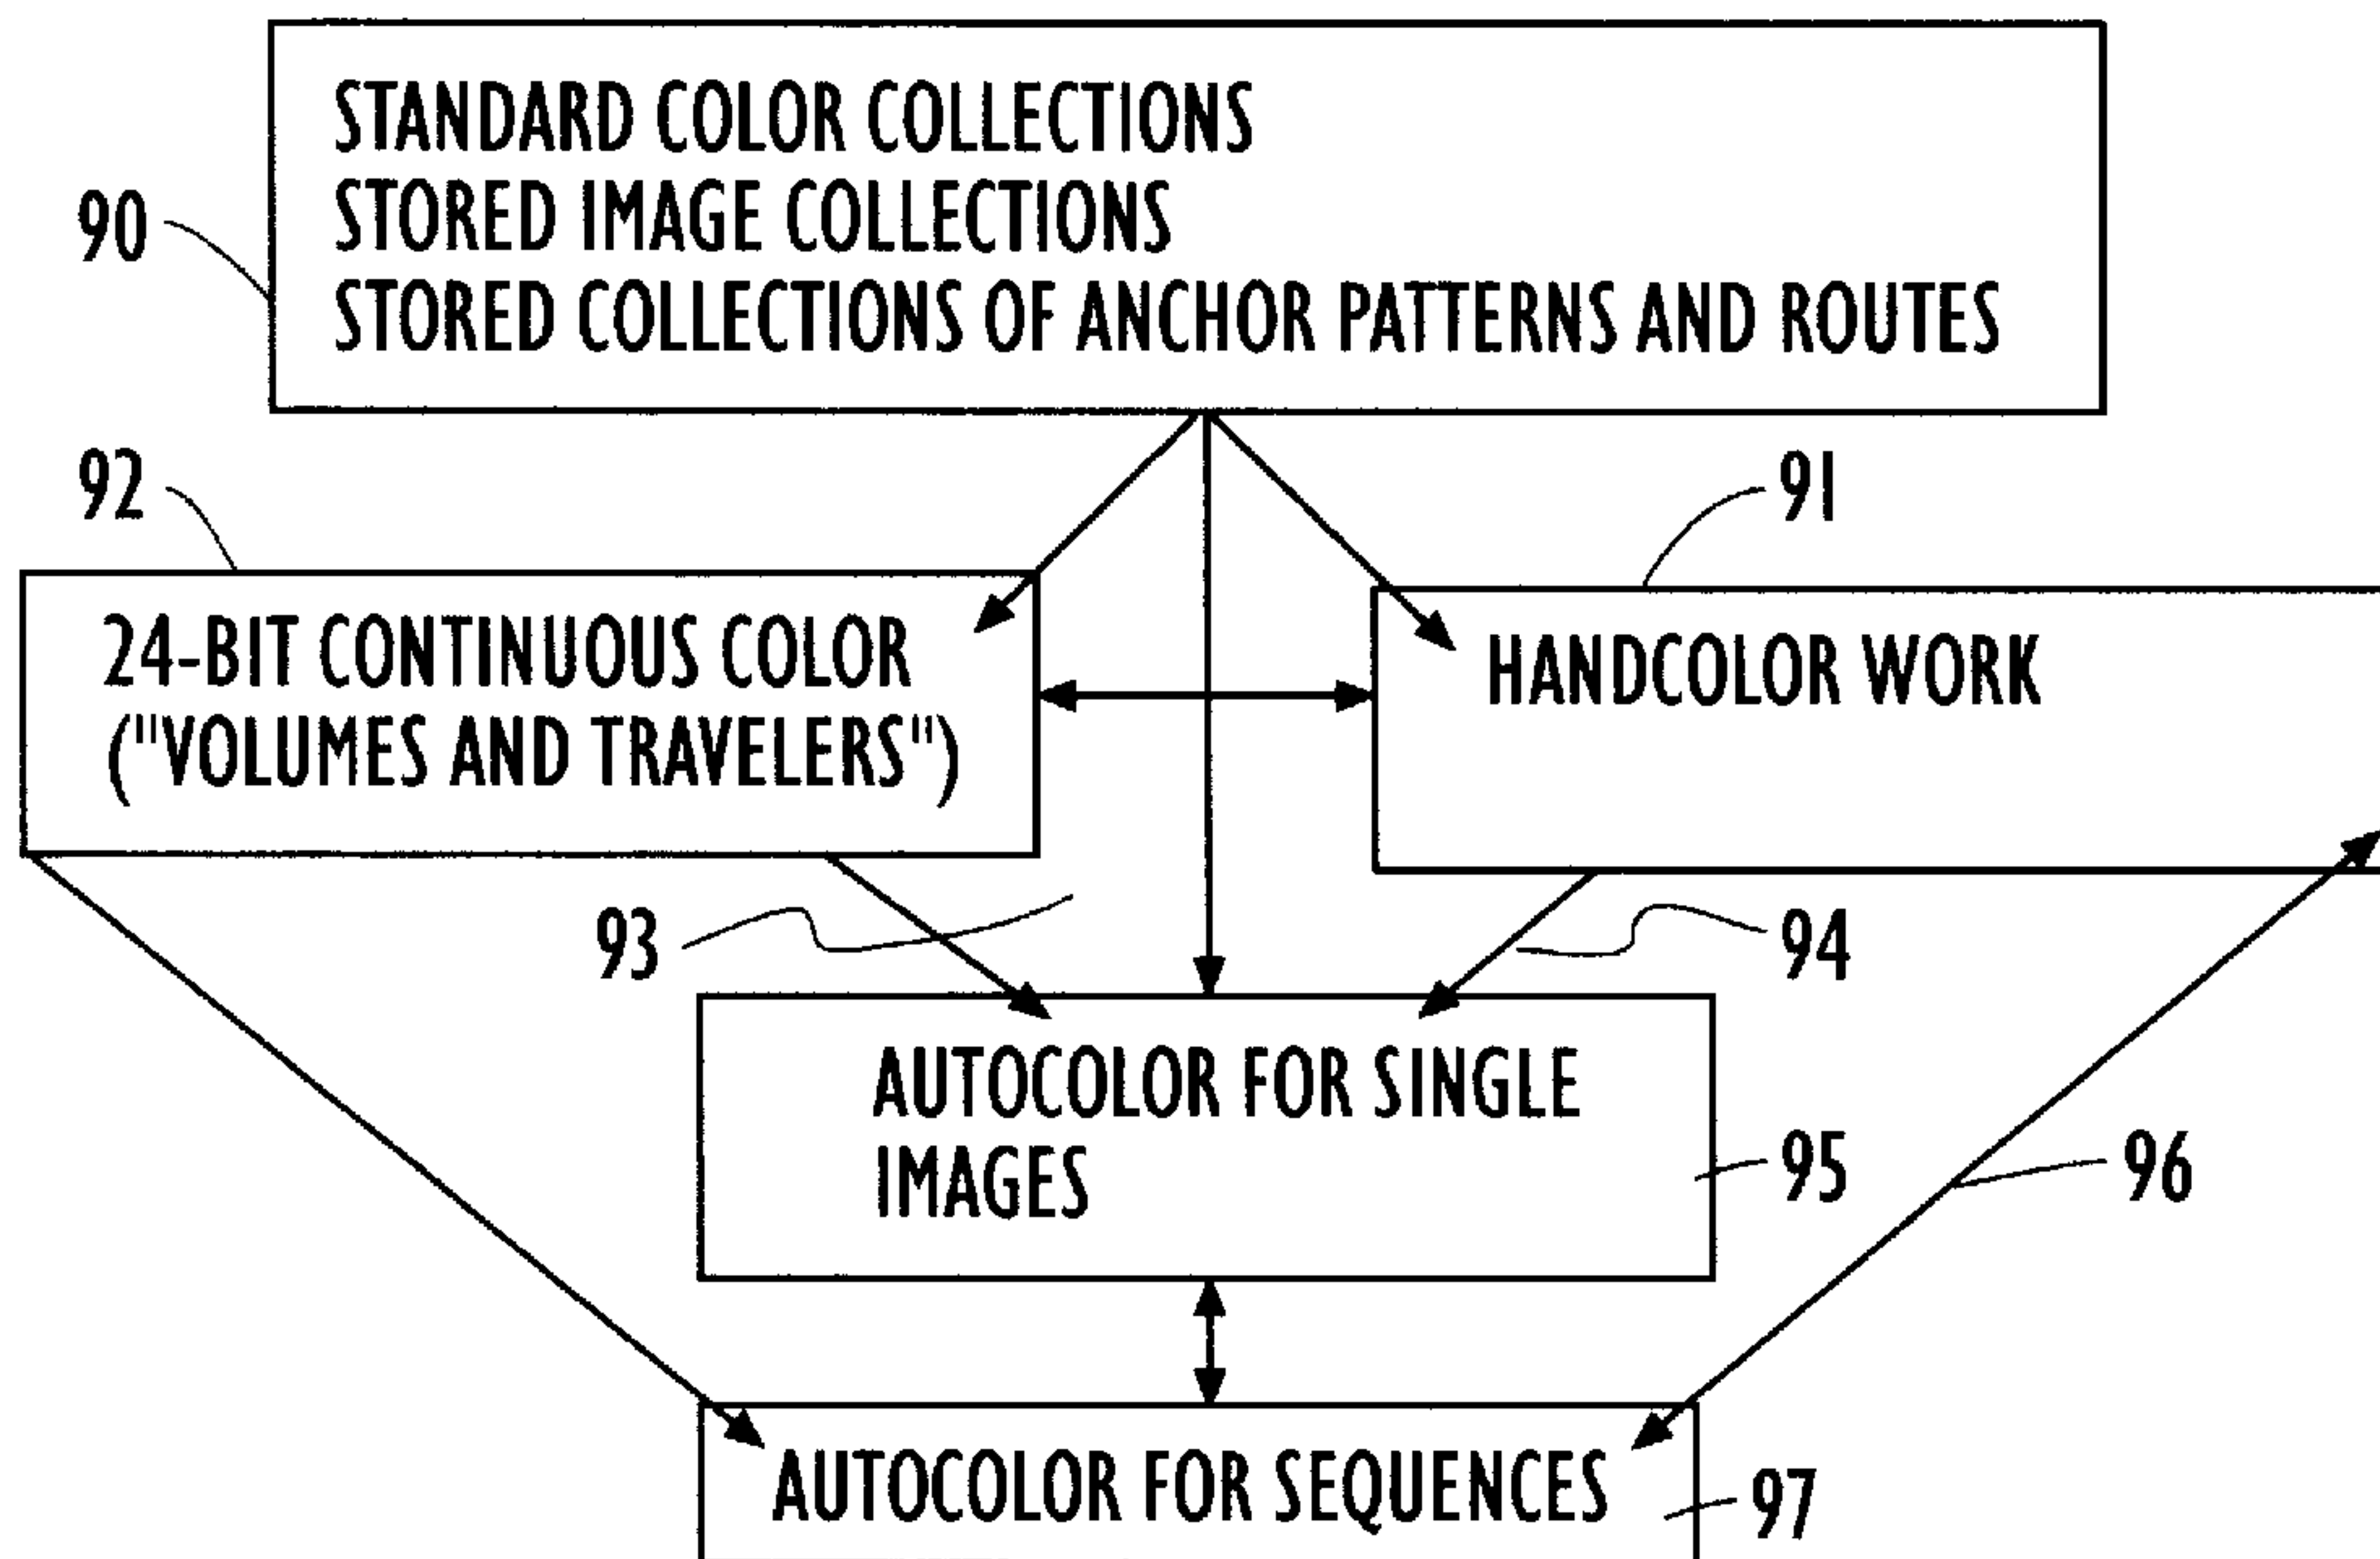 STANDARD COLOR COLLECTIONS
STORED IMAGE COLLECTIONS
STORED COLLECTIONS OF ANCHOR PATTERNS AND ROUTES
90
92
91
24-BIT CONTINUOUS COLOR
("VOLUMES AND TRAVELERS")
HANDCOLOR WORK
93
94
AUTOCOLOR FOR SINGLE
IMAGES
95
96
AUTOCOLOR FOR SEQUENCES
97